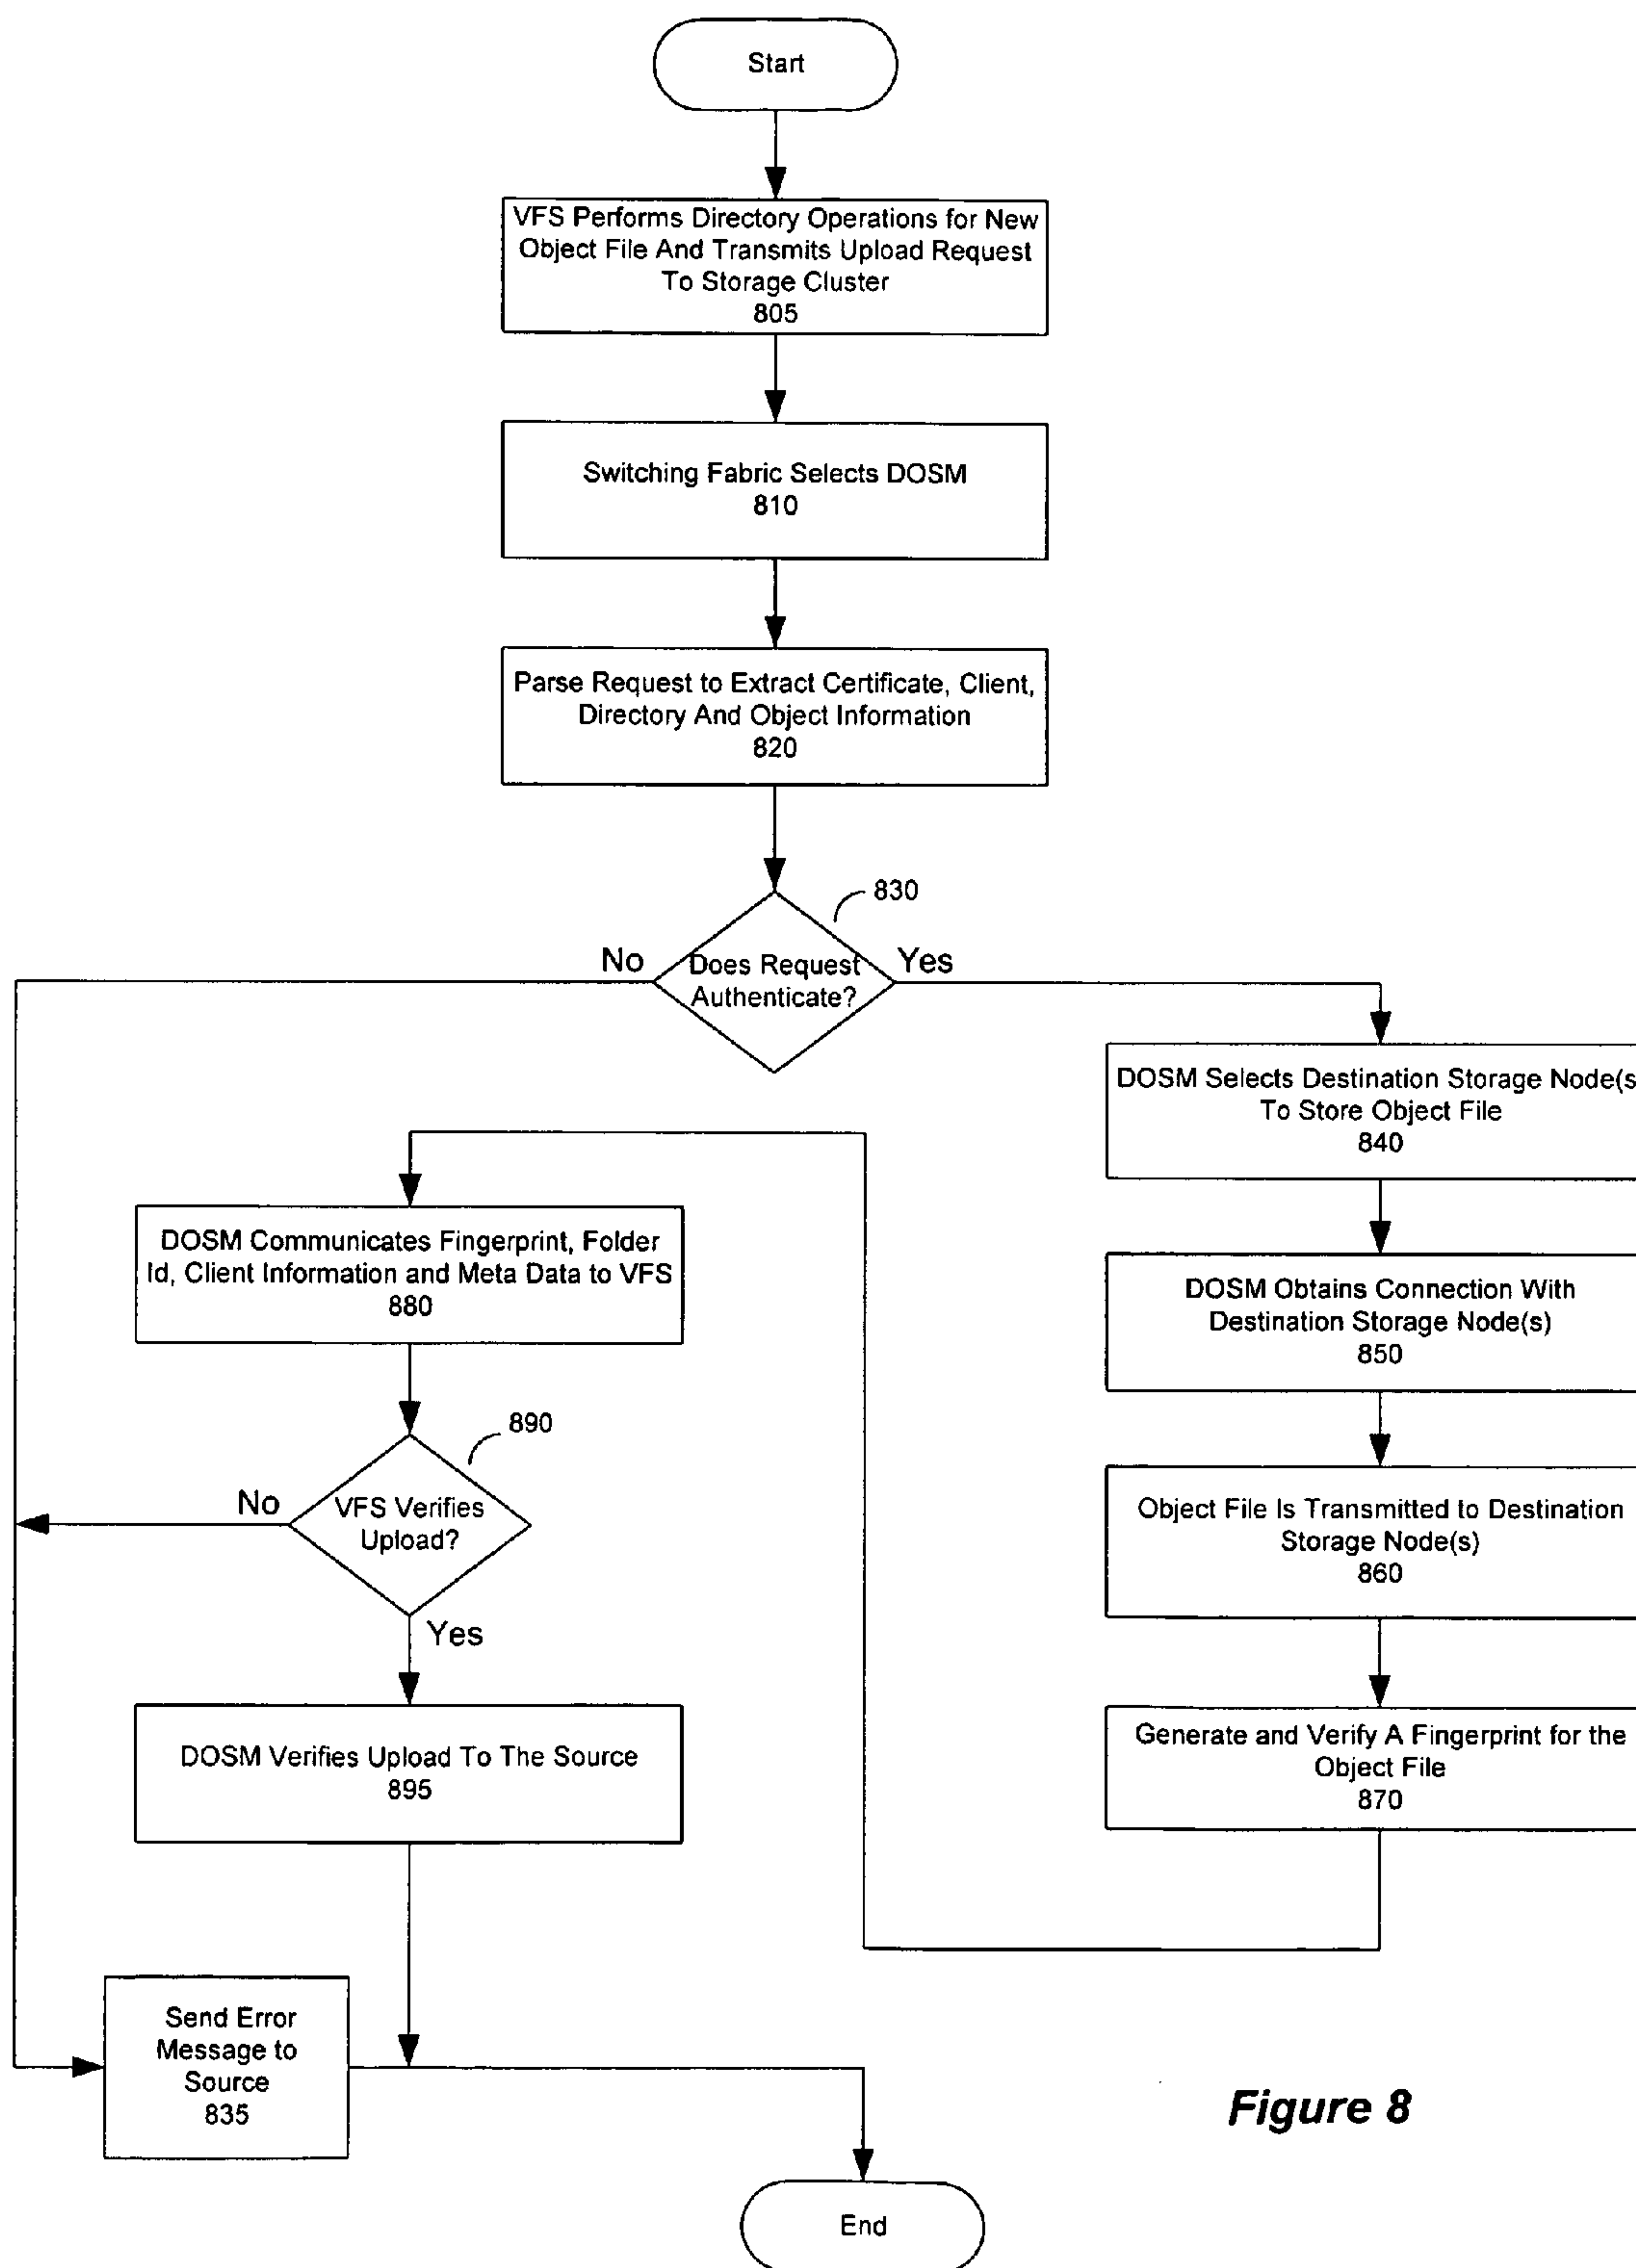 Start
VFS Performs Directory Operations for New
Object File And Transmits Upload Request
To Storage Cluster
805
Switching Fabric Selects DOSM
810
Parse Request to Extract Certificate, Client,
Directory And Object Information
820
830
No
Does Request
Authenticate?
Yes
DOSM Selects Destination Storage Node(s
To Store Object File
840
DOSM Obtains Connection With
Destination Storage Node(s)
850
Object File Is Transmitted to Destination
Storage Node(s)
860
Generate and Verify A Fingerprint for the
Object File
870
DOSM Communicates Fingerprint, Folder
Id, Client Information and Meta Data to VFS
880
890
No
VFS Verifies
Upload?
Yes
DOSM Verifies Upload To The Source
895
Send Error
Message to
Source
835
End
Figure 8